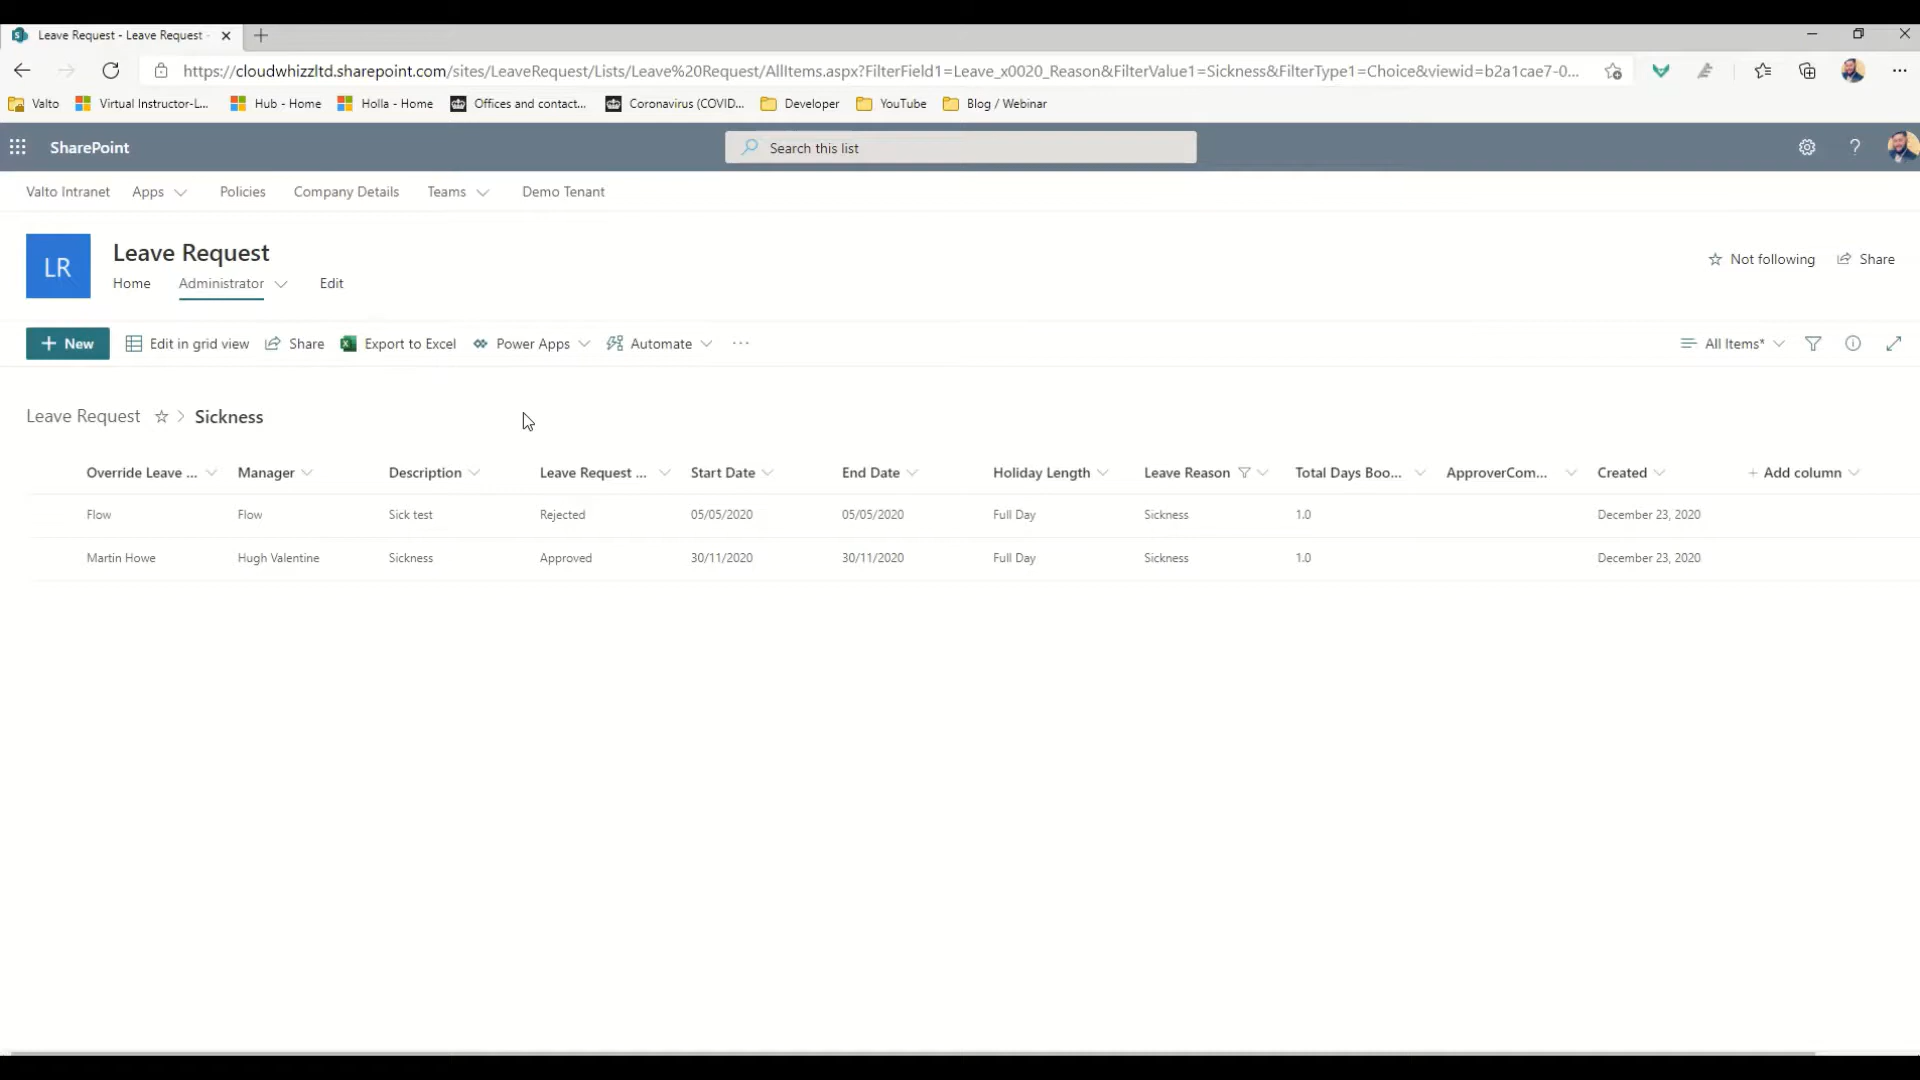 Leave Request - Leave Request -
https://cloudwhizzltd.sharepoint.com/sites/LeaveRequest/Lists/Leave%20Request/AllItems.aspx?FilterField1=Leave_x0020_Reason&FilterValue1=Sickness&FilterType1=Choice&viewid=b2a1cae7-0...
Valto Virtual Instructor-L... Hub - Home Holla - Home Offices and contact... Coronavirus (COVID... Developer YouTube Blog / Webinar
SharePoint Search this list ?
Valto Intranet Apps Policies Company Details Teams Demo Tenant
LR Leave Request Not following Share
Home Administrator Edit
+ New Edit in grid view Share Export to Excel Power Apps Automate ... All Items*
Leave Request > Sickness
Override Leave ... Manager Description Leave Request ... Start Date End Date Holiday Length Leave Reason Total Days Boo... ApproverCom... Created + Add column
Flow Flow Sick test Rejected 05/05/2020 05/05/2020 Full Day Sickness 1.0 December 23, 2020
Martin Howe Hugh Valentine Sickness Approved 30/11/2020 30/11/2020 Full Day Sickness 1.0 December 23, 2020